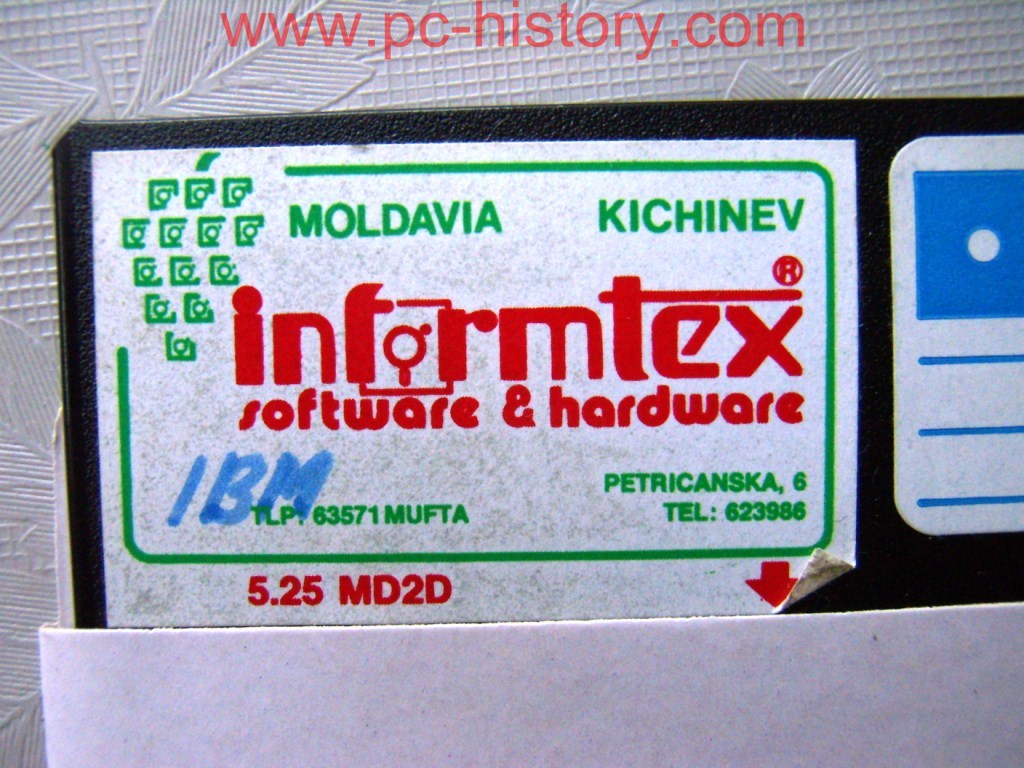 www.pc-history.com
MOLDAVIA KICHINEV
informtex ®
software & hardware
IBM
PETRICANSKA, 6
TLP: 63571 MUFTA
TEL: 623986
5.25 MD2D